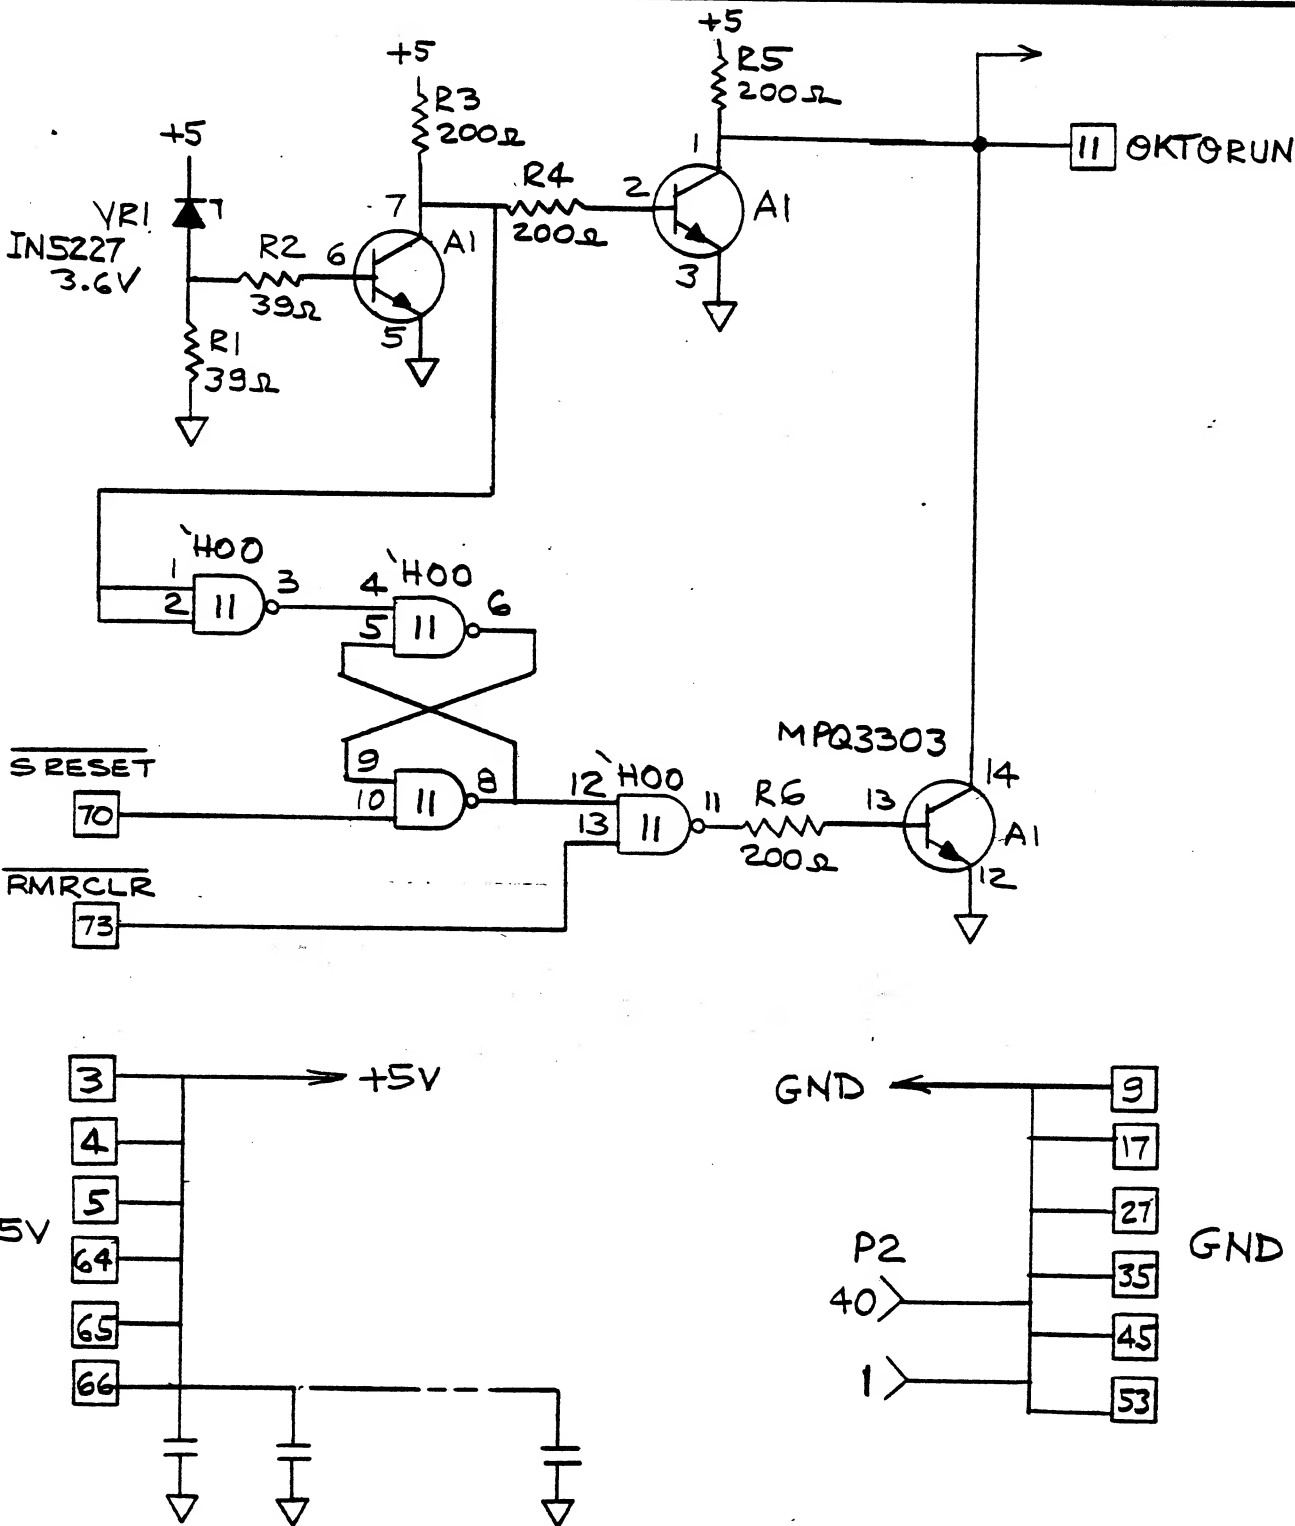 +5
R5
200Ω
+5
R3
200Ω
1
11 OKTORUN
+5
VR1
IN5227
3.6V
R4
200Ω
2
A1
3
7
A1
R2
39Ω
6
5
R1
39Ω
`H00
1
2
11
3
`H00
4
5
11
6
MPQ3303
SRESET
70
9
10
11
8
`H00
12
13
11
11
R6
200Ω
13
14
A1
12
RMRCLR
73
3
+5V
4
5
5V
64
65
66
GND
9
17
27
35
45
53
GND
P2
40
1